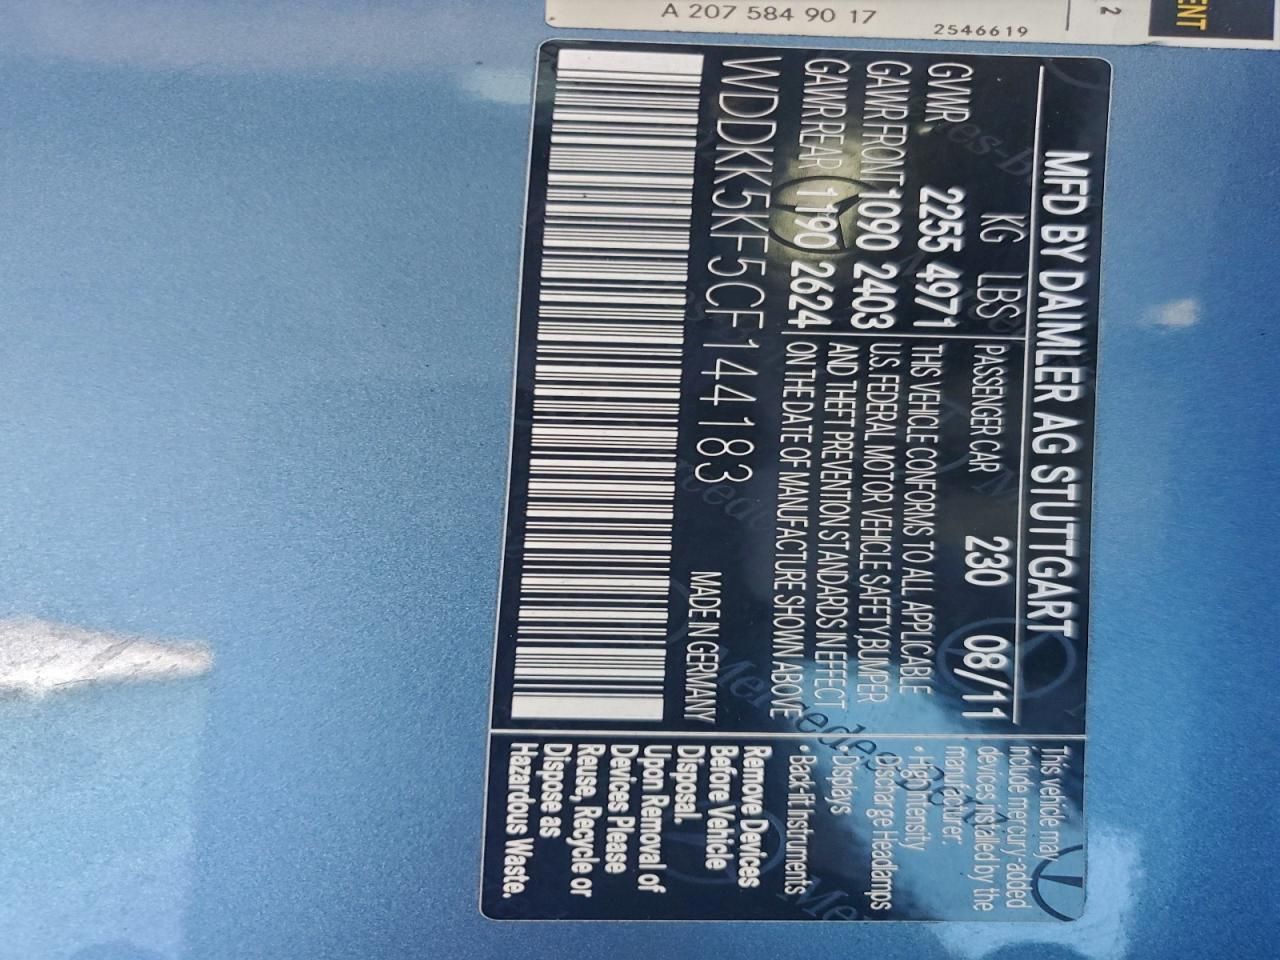 A 207 584 90 17
2546619
2
ENT
MFD BY DAIMLER AG STUTTGART
KG LBS
GVWR 2255 4971
GAWR FRONT 1090 2403
GAWR REAR 1190 2624
PASSENGER CAR 230 08/11
THIS VEHICLE CONFORMS TO ALL APPLICABLE
U.S. FEDERAL MOTOR VEHICLE SAFETY,BUMPER
AND THEFT PREVENTION STANDARDS IN EFFECT
ON THE DATE OF MANUFACTURE SHOWN ABOVE
WDDKK5KF5CF144183
MADE IN GERMANY
This vehicle may
include mercury-added
devices installed by the
manufacturer:
• High Intensity
Discharge Headlamps
• Displays
• Back-lit Instruments
Remove Devices
Before Vehicle
Disposal.
Upon Removal of
Devices Please
Reuse, Recycle or
Dispose as
Hazardous Waste.